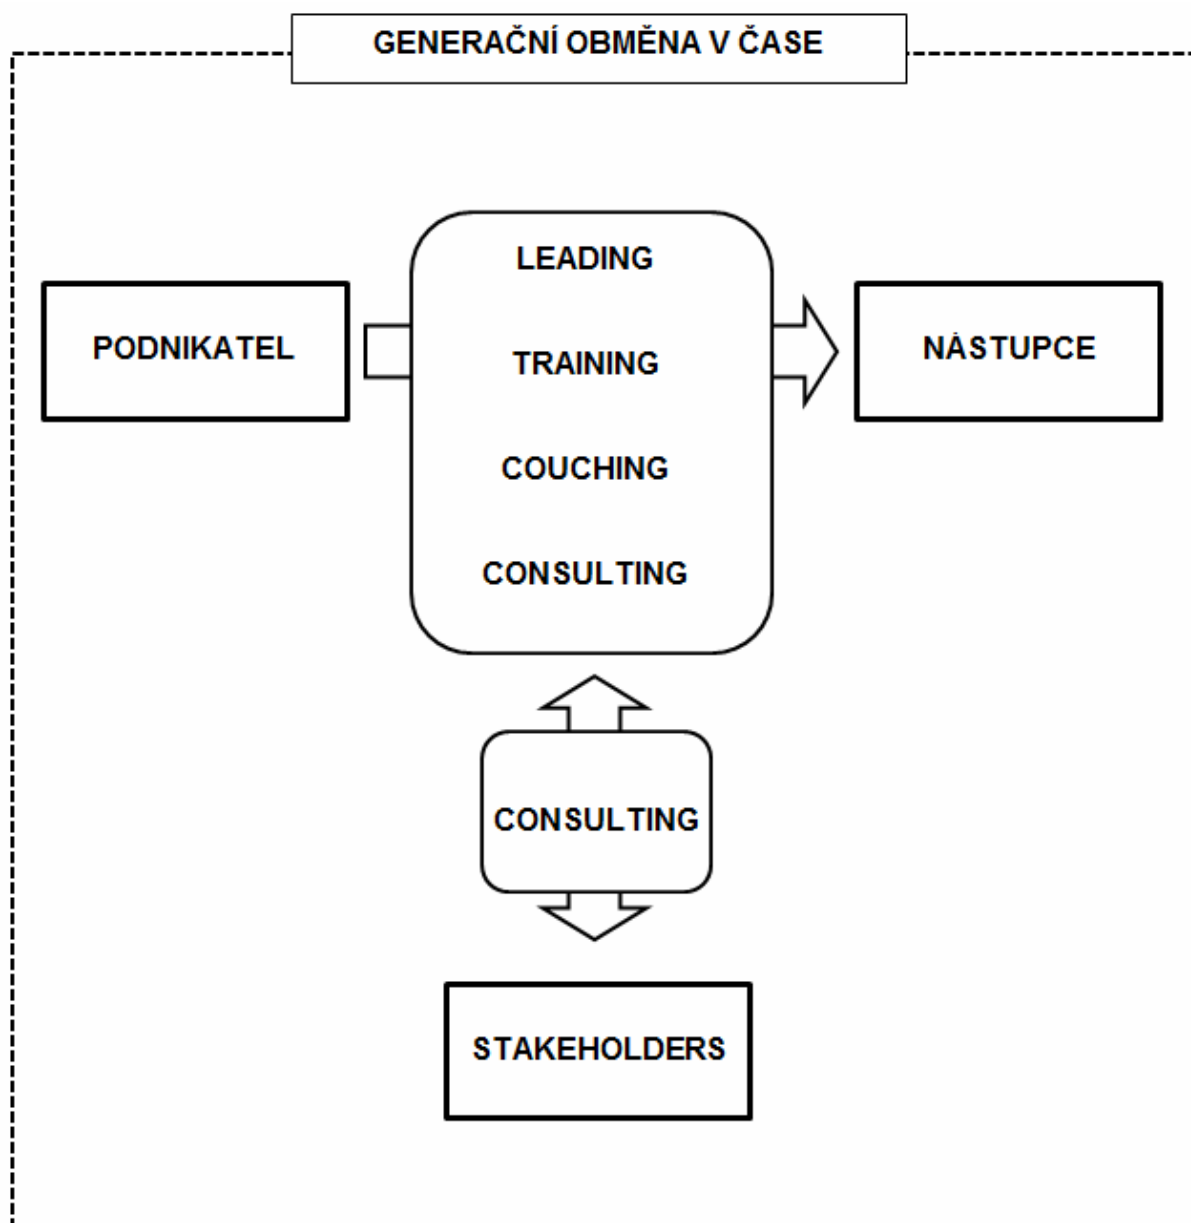 GENERAČNÍ OBMĚNA V ČASE
LEADING
PODNIKATEL
TRAINING
NÁSTUPCE
COUCHING
CONSULTING
CONSULTING
STAKEHOLDERS